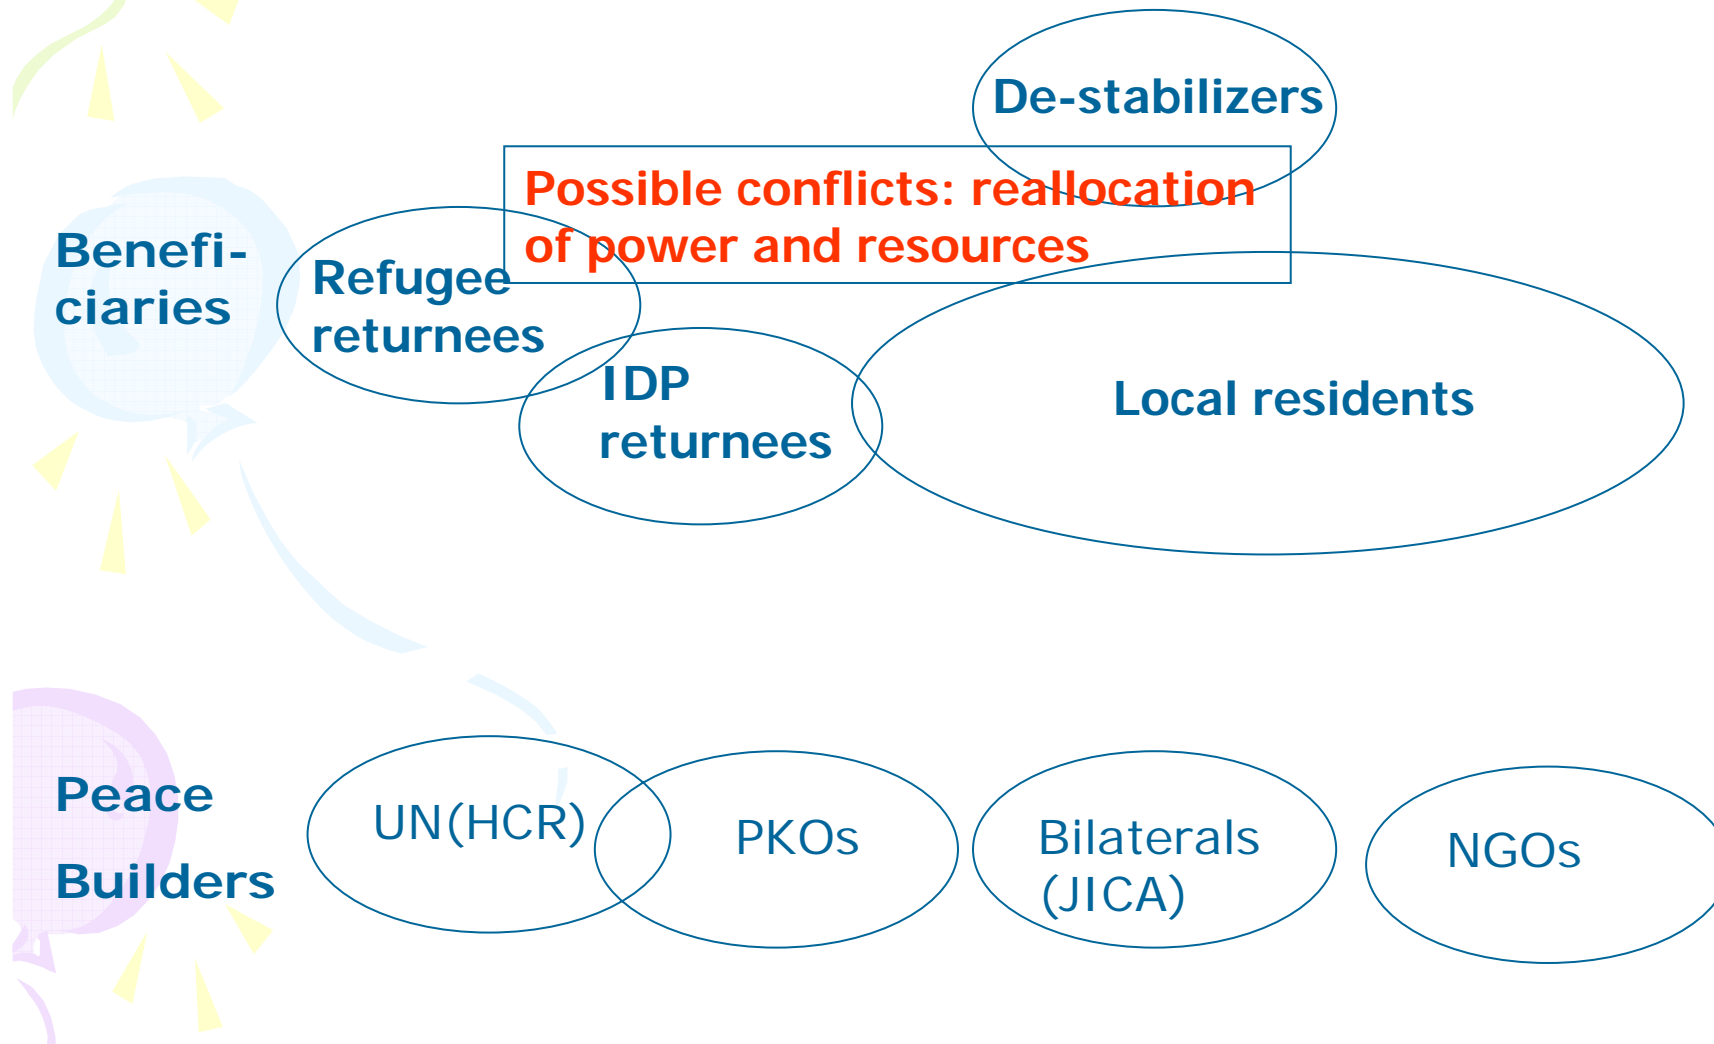 De-stabilizers
Possible conflicts: reallocation
of power and resources
Benefi-
ciaries
Refugee
returnees
IDP
returnees
Local residents
Peace
Builders
UN(HCR)
PKOs
Bilaterals
(JICA)
NGOs